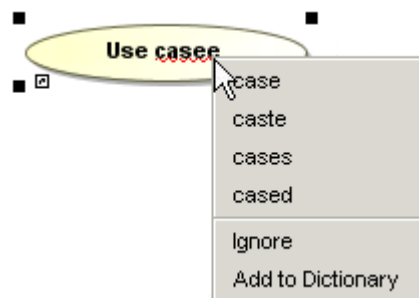 Use casee
case
caste
cases
cased
Ignore
Add to Dictionary